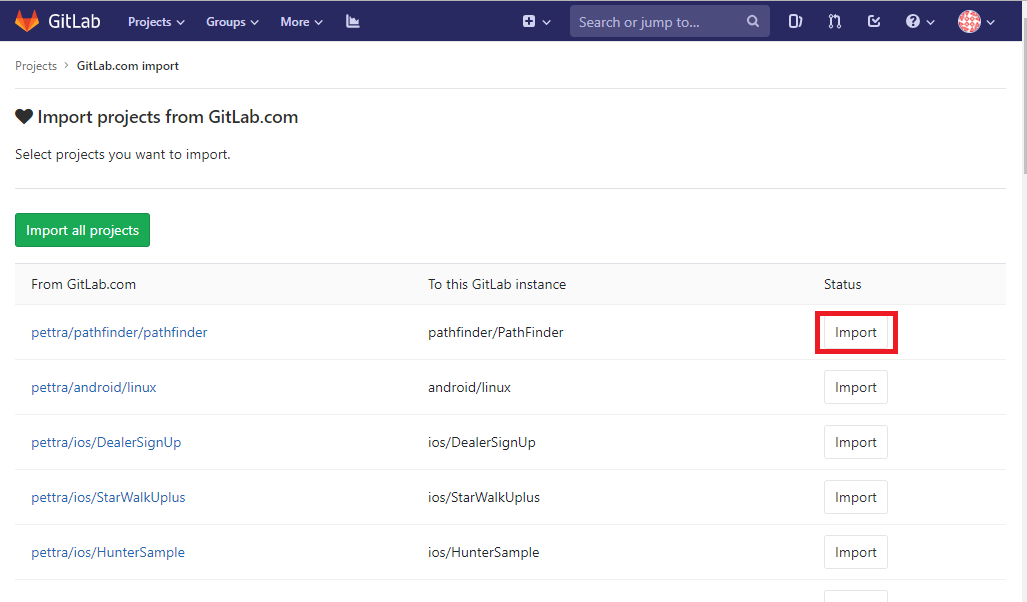 GitLab Projects Groups More Search or jump to...
Projects > GitLab.com import
Import projects from GitLab.com
Select projects you want to import.
Import all projects
From GitLab.com To this GitLab instance Status
pettra/pathfinder/pathfinder pathfinder/PathFinder Import
pettra/android/linux android/linux Import
pettra/ios/DealerSignUp ios/DealerSignUp Import
pettra/ios/StarWalkUplus ios/StarWalkUplus Import
pettra/ios/HunterSample ios/HunterSample Import